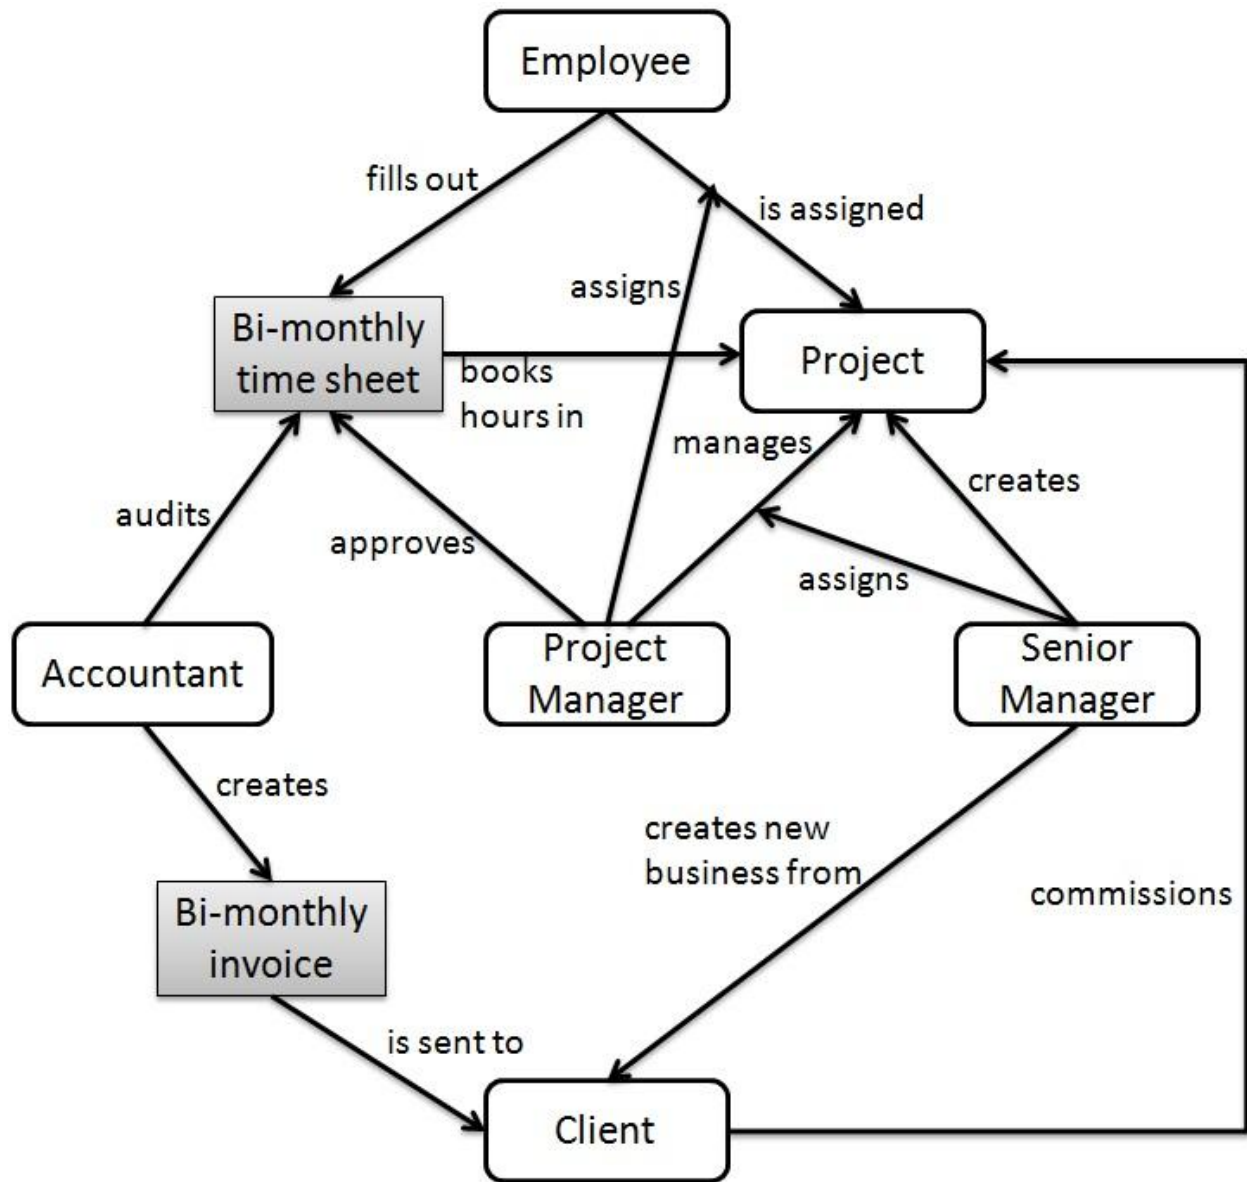 Employee
fills out
is assigned
assigns
Bi-monthly
time sheet
Project
books
hours in
manages
creates
audits
approves
assigns
Accountant
Project
Manager
Senior
Manager
creates
creates new
business from
commissions
Bi-monthly
invoice
is sent to
Client